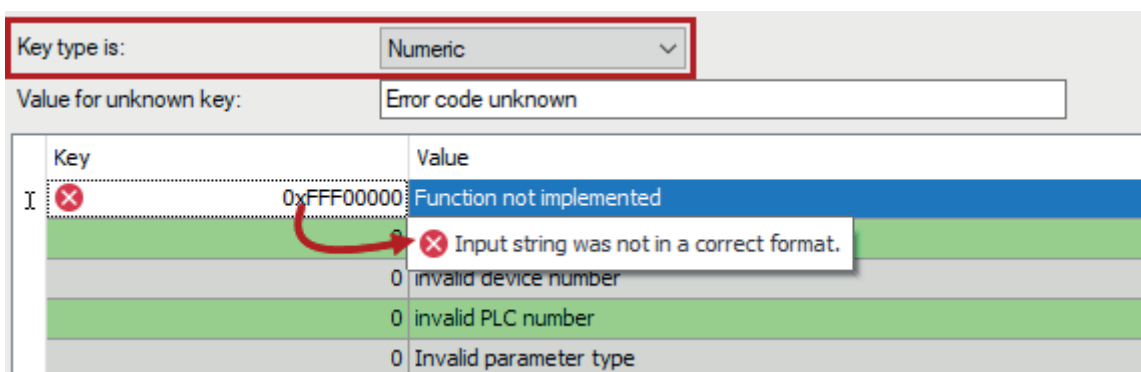 Key type is: Numeric
Value for unknown key: Error code unknown
Key Value
0xFFF00000 Function not implemented
Input string was not in a correct format.
0 invalid device number
0 invalid PLC number
0 Invalid parameter type